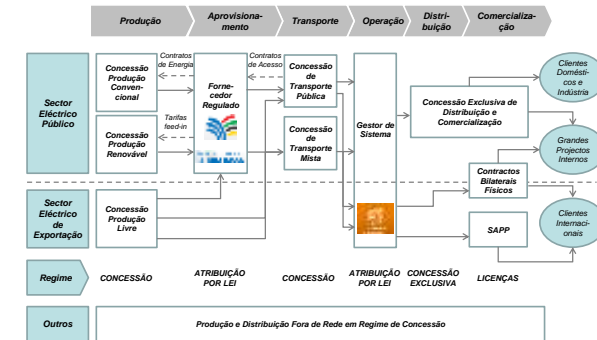 Produção
Aprovisiona-
mento
Transporte
Operação
Distri-
buição
Comercializa-
ção
Sector
Eléctrico
Público
Concessão
Produção
Conven-
cional
Contratos
de Energia
Forne-
cedor
Regulado
Contratos
de Acesso
Concessão
de
Transporte
Pública
Gestor de
Sistema
Concessão Exclusiva de
Distribuição e
Comercialização
Clientes
Domésti-
cos e
Indústria
Concessão
Produção
Renovável
Tarifas
feed-in
Concessão
de
Transporte
Mista
Grandes
Projectos
Internos
Contractos
Bilaterais
Físicos
Sector
Eléctrico
de
Exportação
Concessão
Produção
Livre
SAPP
Clientes
Internaci-
onais
Regime
CONCESSÃO
ATRIBUIÇÃO
POR LEI
CONCESSÃO
ATRIBUIÇÃO
POR LEI
CONCESSÃO
EXCLUSIVA
LICENÇAS
Outros
Produção e Distribuição Fora de Rede em Regime de Concessão